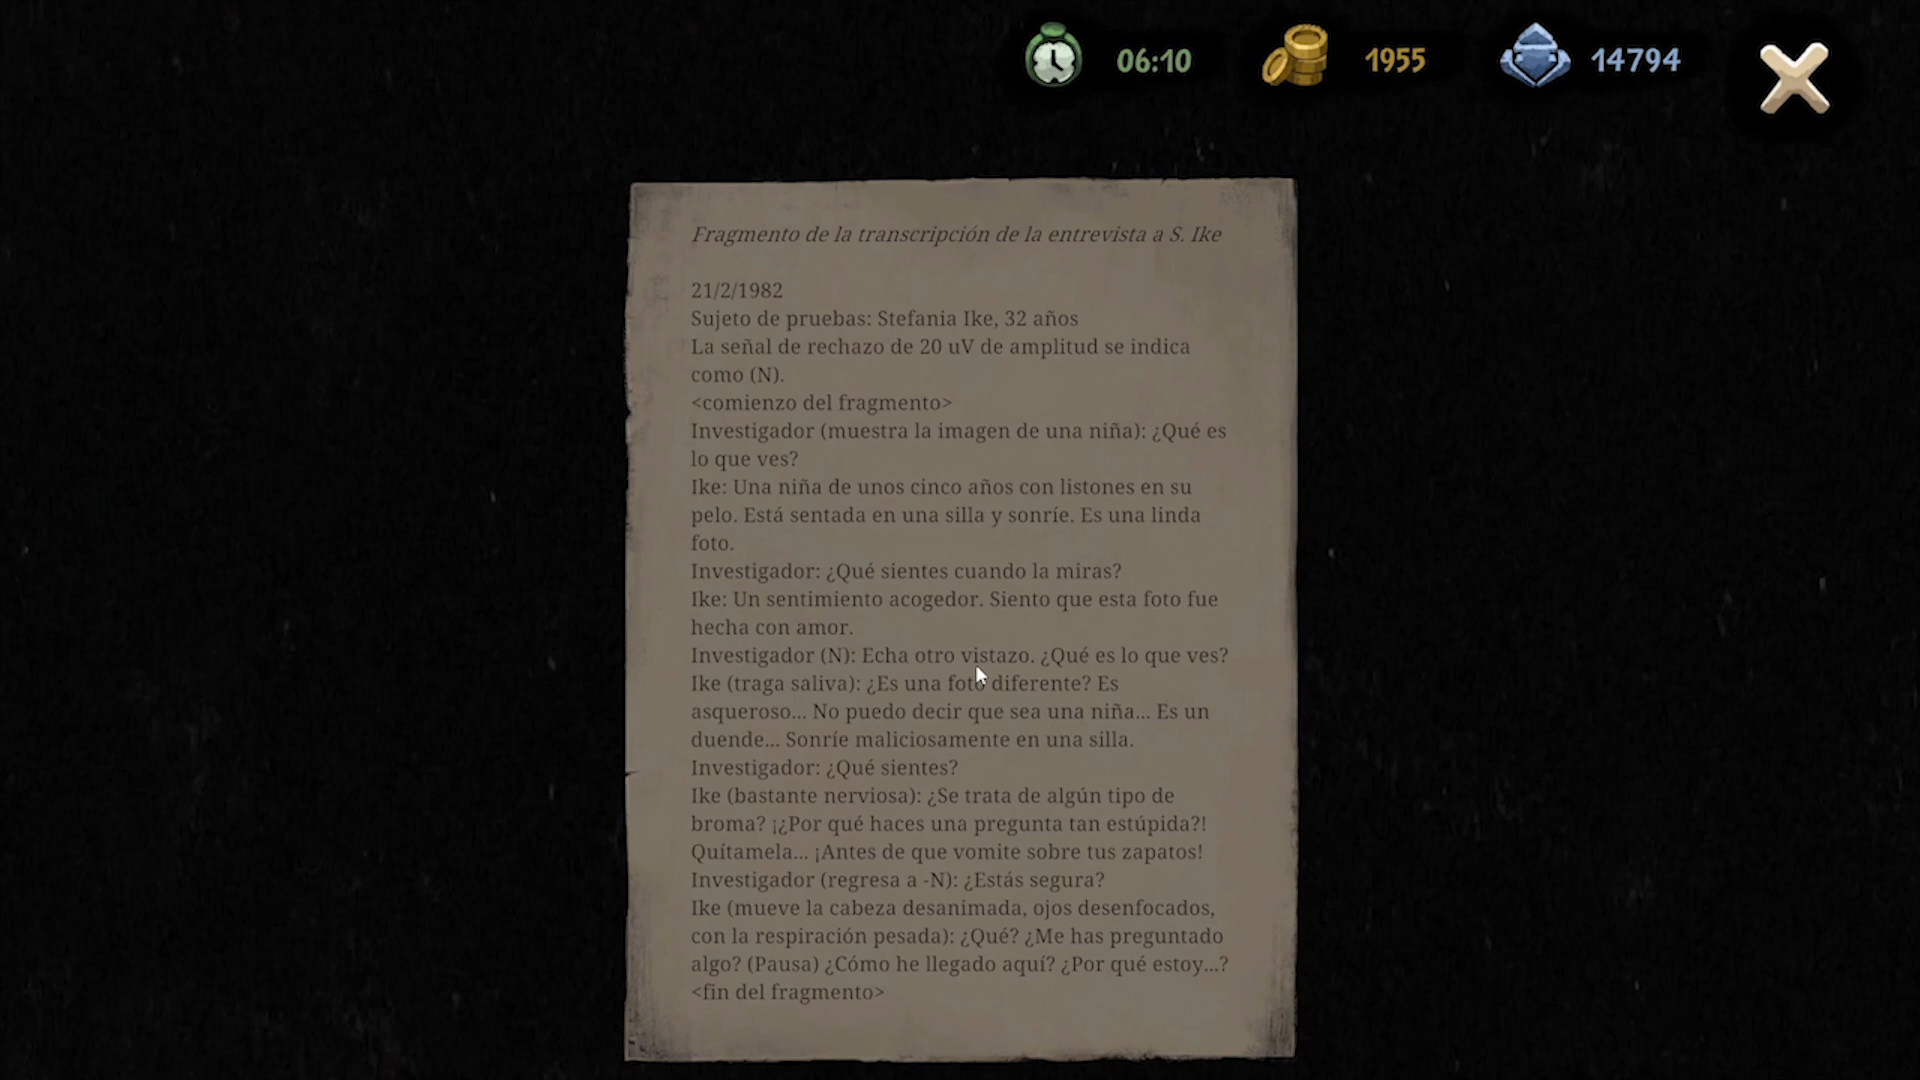 06:10 1955 14794
Fragmento de la transcripción de la entrevista a S. Ike
21/2/1982
Sujeto de pruebas: Stefania Ike, 32 años
La señal de rechazo de 20 uV de amplitud se indica
como (N).
<comienzo del fragmento>
Investigador (muestra la imagen de una niña): ¿Qué es
lo que ves?
Ike: Una niña de unos cinco años con listones en su
pelo. Está sentada en una silla y sonríe. Es una linda
foto.
Investigador: ¿Qué sientes cuando la miras?
Ike: Un sentimiento acogedor. Siento que esta foto fue
hecha con amor.
Investigador (N): Echa otro vistazo. ¿Qué es lo que ves?
Ike (traga saliva): ¿Es una foto diferente? Es
asqueroso... No puedo decir que sea una niña... Es un
duende... Sonríe maliciosamente en una silla.
Investigador: ¿Qué sientes?
Ike (bastante nerviosa): ¿Se trata de algún tipo de
broma? ¡¿Por qué haces una pregunta tan estúpida?!
Quítamela... ¡Antes de que vomite sobre tus zapatos!
Investigador (regresa a -N): ¿Estás segura?
Ike (mueve la cabeza desanimada, ojos desenfocados,
con la respiración pesada): ¿Qué? ¿Me has preguntado
algo? (Pausa) ¿Cómo he llegado aquí? ¿Por qué estoy...?
<fin del fragmento>